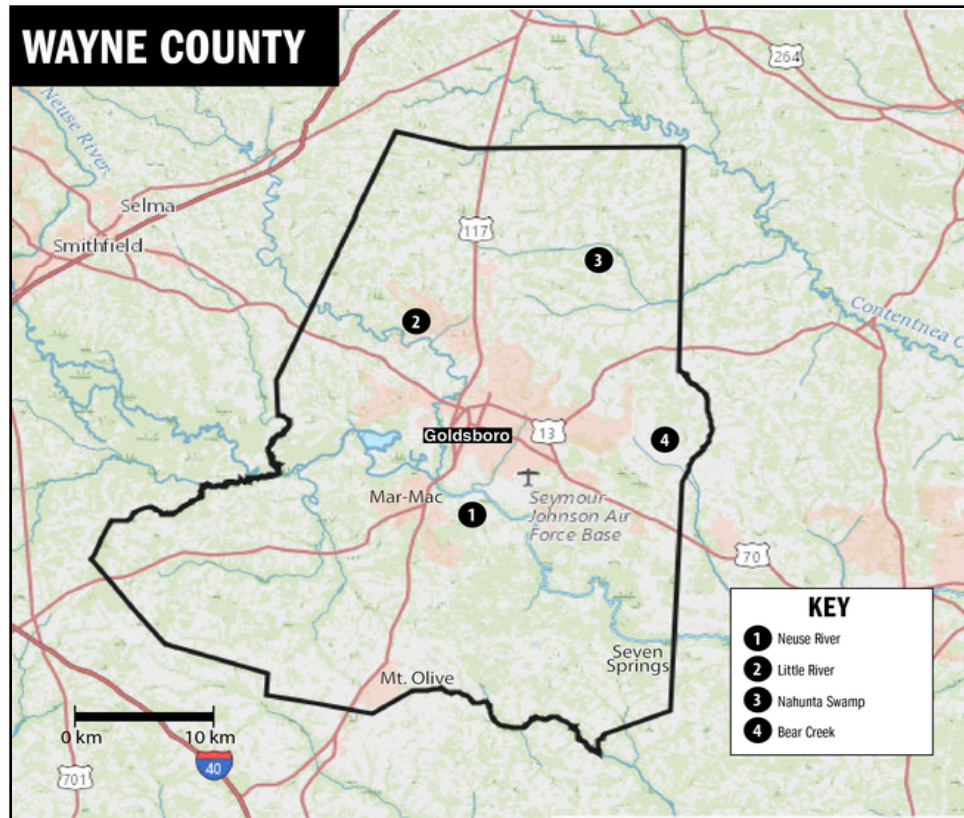 WAYNE COUNTY
264
Neuse River
Selma
117
Smithfield
3
2
Contentnea C
Goldsboro
13
4
Mar-Mac
Seymour
Johnson Air
Force Base
1
70
KEY
1 Neuse River
2 Little River
3 Nahunta Swamp
4 Bear Creek
Seven
Springs
Mt. Olive
0 km 10 km
40
701